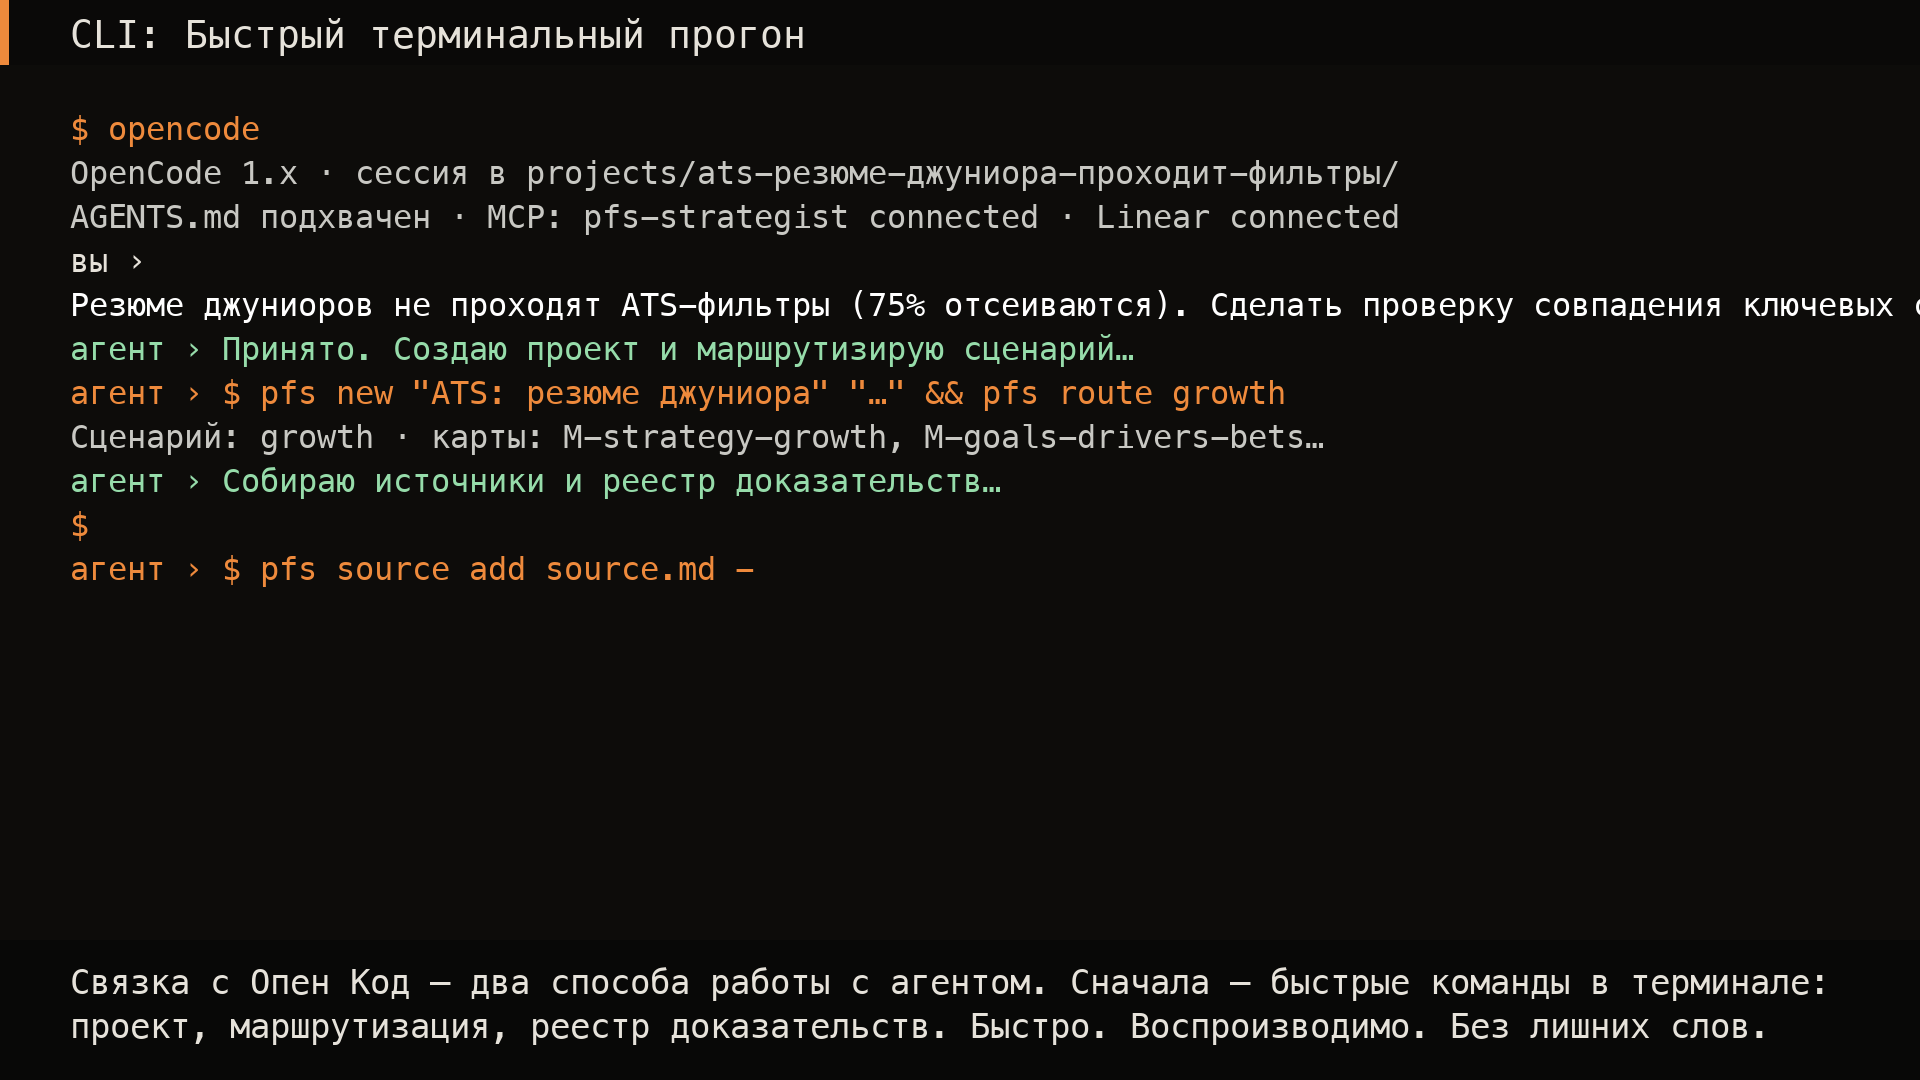 CLI: Быстрый терминальный прогон
$ opencode
OpenCode 1.x · сессия в projects/ats−резюме−джуниора−проходит−фильтры/
AGENTS.md подхвачен · MCP: pfs−strategist connected · Linear connected
вы ›
Резюме джуниоров не проходят ATS−фильтры (75% отсеиваются). Сделать проверку совпадения ключевых
агент › Принято. Создаю проект и маршрутизирую сценарий…
агент › $ pfs new "ATS: резюме джуниора" "…" && pfs route growth
Сценарий: growth · карты: M−strategy−growth, M−goals−drivers−bets…
агент › Собираю источники и реестр доказательств…
$
агент › $ pfs source add source.md −
Связка с Опен Код — два способа работы с агентом. Сначала — быстрые команды в терминале:
проект, маршрутизация, реестр доказательств. Быстро. Воспроизводимо. Без лишних слов.